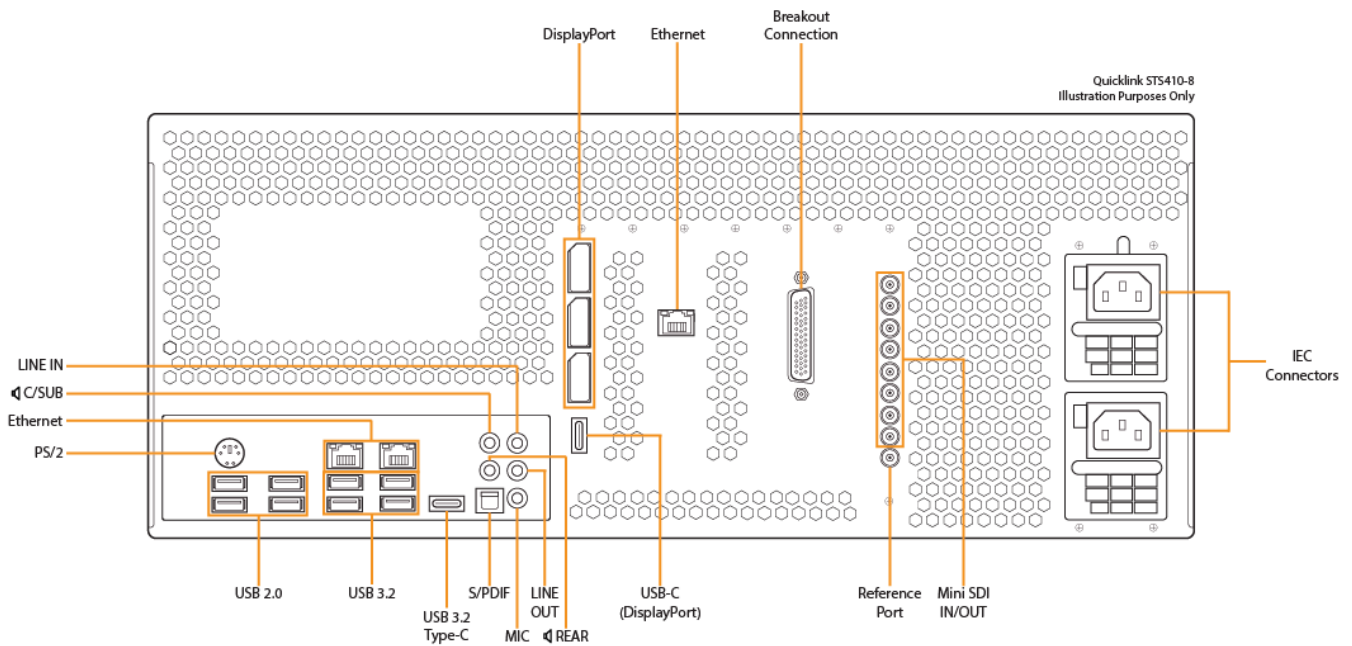 Breakout
Connection
DisplayPort
Ethernet
Quicklink STS410-8
Illustration Purposes Only
LINE IN
C/SUB
Ethernet
PS/2
IEC
Connectors
USB 2.0
USB 3.2
USB 3.2
Type-C
S/PDIF
MIC
LINE
OUT
REAR
USB-C
(DisplayPort)
Reference
Port
Mini SDI
IN/OUT